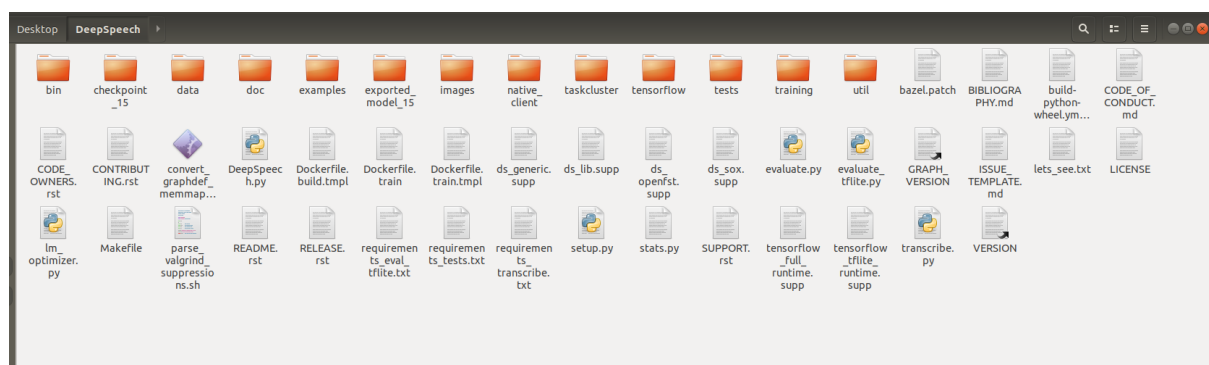 Desktop DeepSpeech
bin checkpoint data doc examples exported_ images native_ taskcluster tensorflow tests training util bazel.patch BIBLIOGRA build- CODE_OF_
_15 model_15 client PHY.md python- CONDUCT.
wheel.ym... md
CODE_ CONTRIBUT convert_ DeepSpeec Dockerfile. Dockerfile. Dockerfile. ds_generic. ds_lib.supp ds_ ds_sox. evaluate.py evaluate_ GRAPH_ ISSUE_ lets_see.txt LICENSE
OWNERS. ING.rst graphdef_ h.py build.tmpl train train.tmpl supp openfst. supp tflite.py VERSION TEMPLATE.
rst memmap... supp md
lm_ Makefile parse_ README. RELEASE. requiremen requiremen requiremen setup.py stats.py SUPPORT. tensorflow tensorflow transcribe. VERSION
optimizer. valgrind_ rst rst ts_eval_ ts_tests.txt ts_ rst _full_ _tflite_ py
py suppressio tflite.txt transcribe. runtime. runtime.
ns.sh txt supp supp